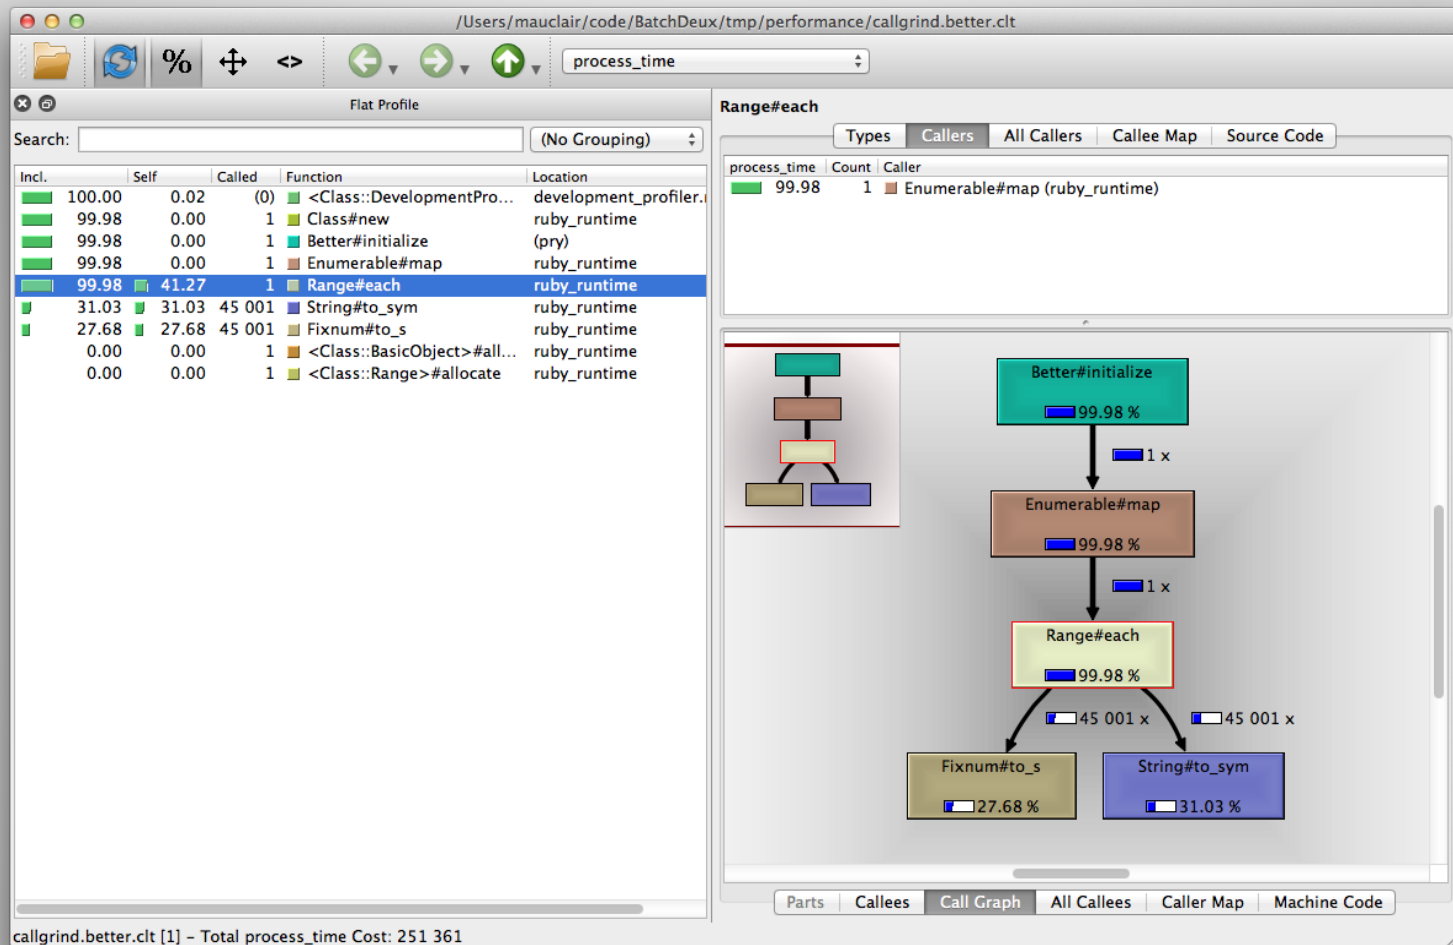 /Users/mauclair/code/BatchDeux/tmp/performance/callgrind.better.clt
% <> process_time
Flat Profile
Search: (No Grouping)
Incl. Self Called Function Location
100.00 0.02 (0) <Class::DevelopmentPro... development_profiler.r
99.98 0.00 1 Class#new ruby_runtime
99.98 0.00 1 Better#initialize (pry)
99.98 0.00 1 Enumerable#map ruby_runtime
99.98 41.27 1 Range#each ruby_runtime
31.03 31.03 45 001 String#to_sym ruby_runtime
27.68 27.68 45 001 Fixnum#to_s ruby_runtime
0.00 0.00 1 <Class::BasicObject>#all... ruby_runtime
0.00 0.00 1 <Class::Range>#allocate ruby_runtime
Range#each
Types Callers All Callers Callee Map Source Code
process_time Count Caller
99.98 1 Enumerable#map (ruby_runtime)
Better#initialize
99.98 %
1 x
Enumerable#map
99.98 %
1 x
Range#each
99.98 %
45 001 x 45 001 x
Fixnum#to_s String#to_sym
27.68 % 31.03 %
Parts Callees Call Graph All Callees Caller Map Machine Code
callgrind.better.clt [1] - Total process_time Cost: 251 361